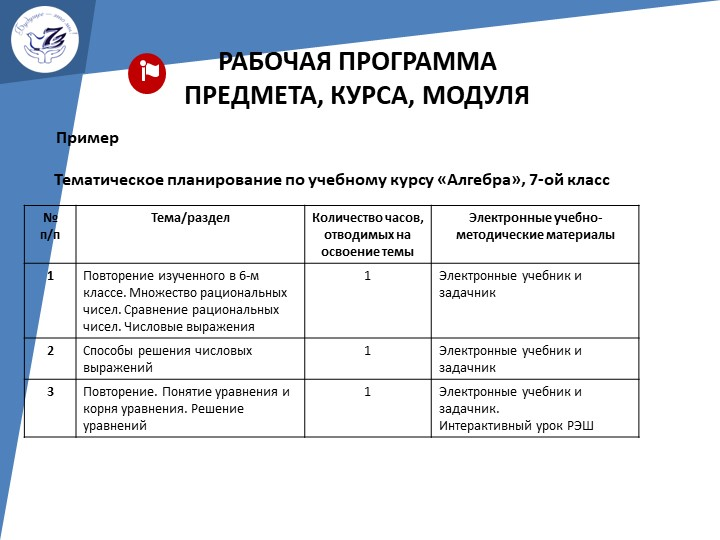 РАБОЧАЯ ПРОГРАММА
ПРЕДМЕТА, КУРСА, МОДУЛЯ
Пример
Тематическое планирование по учебному курсу «Алгебра», 7-ой класс
№
п/п
Тема/раздел
Количество часов,
отводимых на
освоение темы
Электронные учебно-
методические материалы
1
Повторение изученного в 6-м
классе. Множество рациональных
чисел. Сравнение рациональных
чисел. Числовые выражения
1
Электронные учебник и
задачник
2
Способы решения числовых
выражений
1
Электронные учебник и
задачник
3
Повторение. Понятие уравнения и
корня уравнения. Решение
уравнений
1
Электронные учебник и
задачник.
Интерактивный урок РЭШ